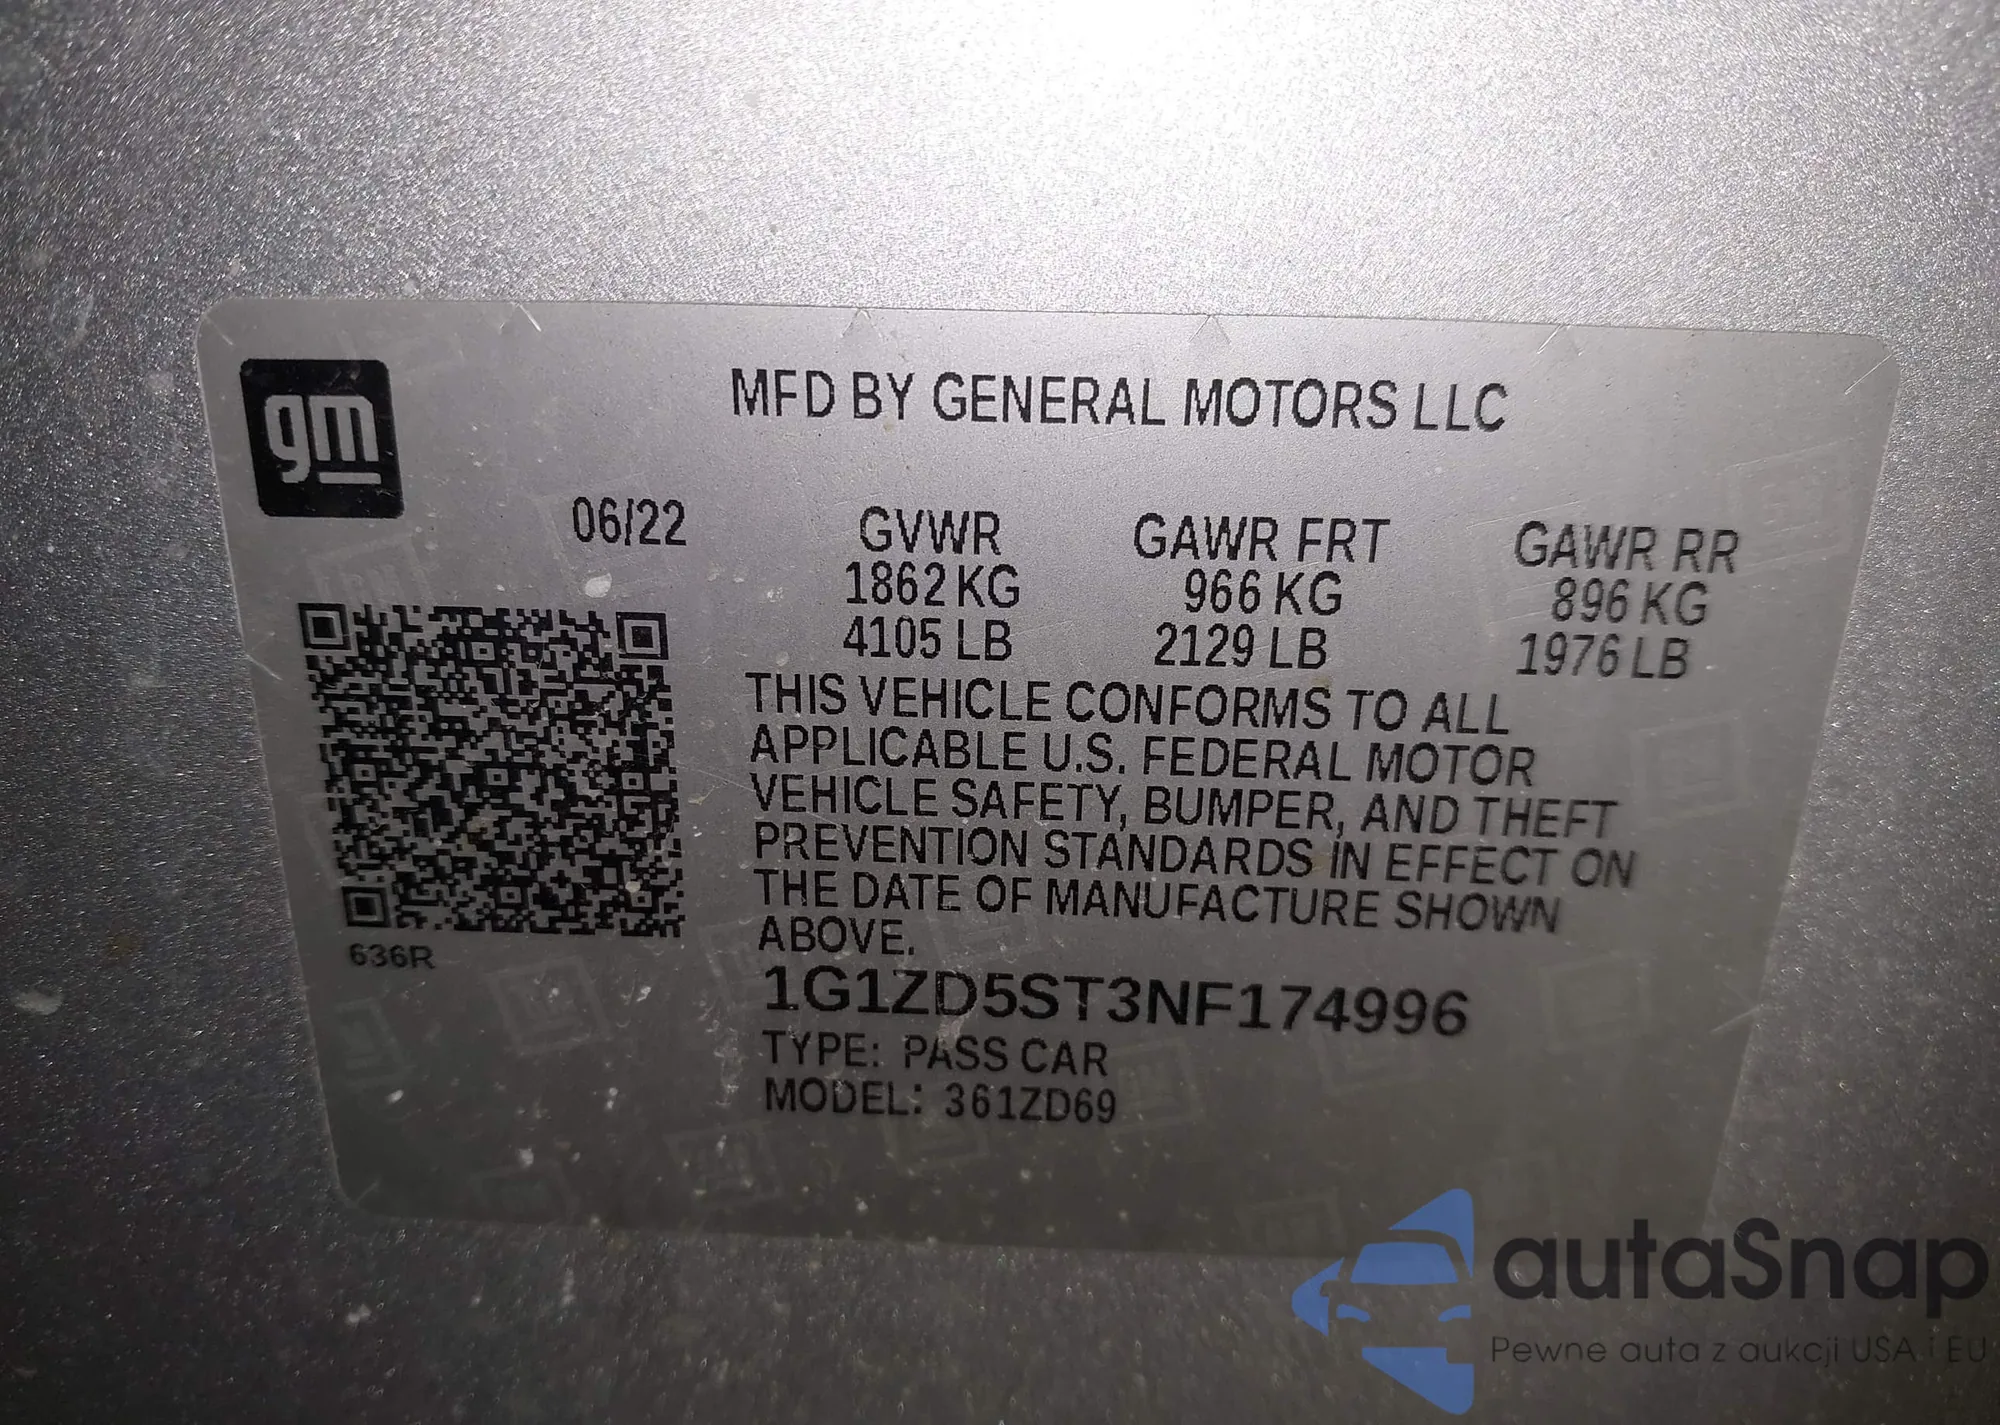 gm
MFD BY GENERAL MOTORS LLC
06/22
GVWR GAWR FRT GAWR RR
1862 KG 966 KG 896 KG
4105 LB 2129 LB 1976 LB
THIS VEHICLE CONFORMS TO ALL
APPLICABLE U.S. FEDERAL MOTOR
VEHICLE SAFETY, BUMPER, AND THEFT
PREVENTION STANDARDS IN EFFECT ON
THE DATE OF MANUFACTURE SHOWN
ABOVE.
636R
1G1ZD5ST3NF174996
TYPE: PASS CAR
MODEL: 361ZD69
autaSnap
Pewne auta z aukcji USA i EU